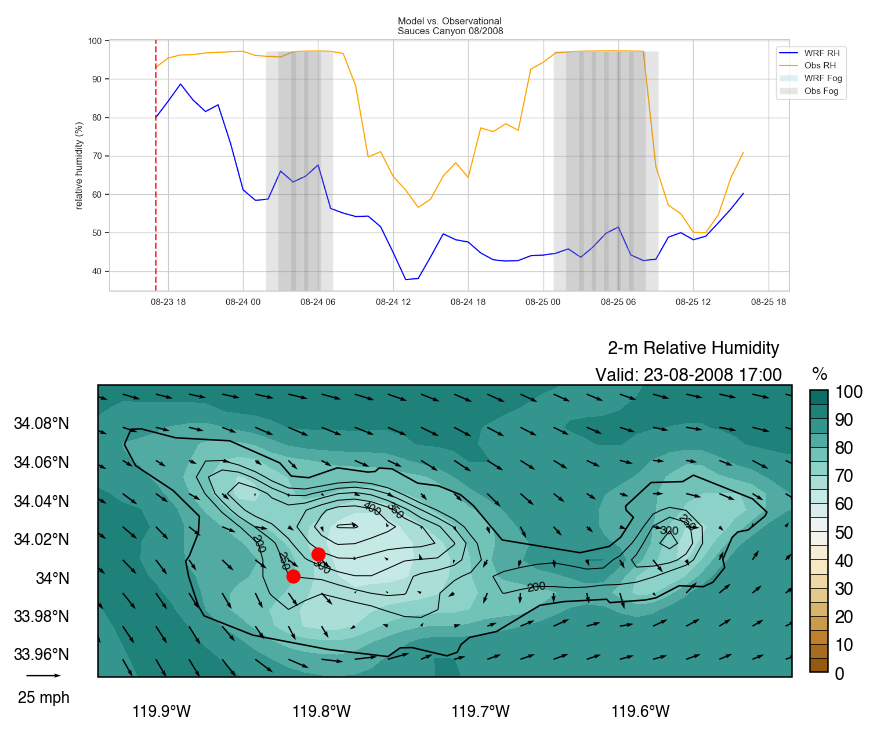 Model vs. Observational
Sauces Canyon 08/2008
100
90
80
70
60
50
40
relative humidity (%)
WRF RH
Obs RH
WRF Fog
Obs Fog
08-23 18
08-24 00
08-24 06
08-24 12
08-24 18
08-25 00
08-25 06
08-25 12
08-25 18
2-m Relative Humidity
Valid: 23-08-2008 17:00
%
34.08°N
34.06°N
34.04°N
34.02°N
34°N
33.98°N
33.96°N
400
300
250
200
200
100
90
80
70
60
50
40
30
20
10
0
25 mph
119.9°W
119.8°W
119.7°W
119.6°W